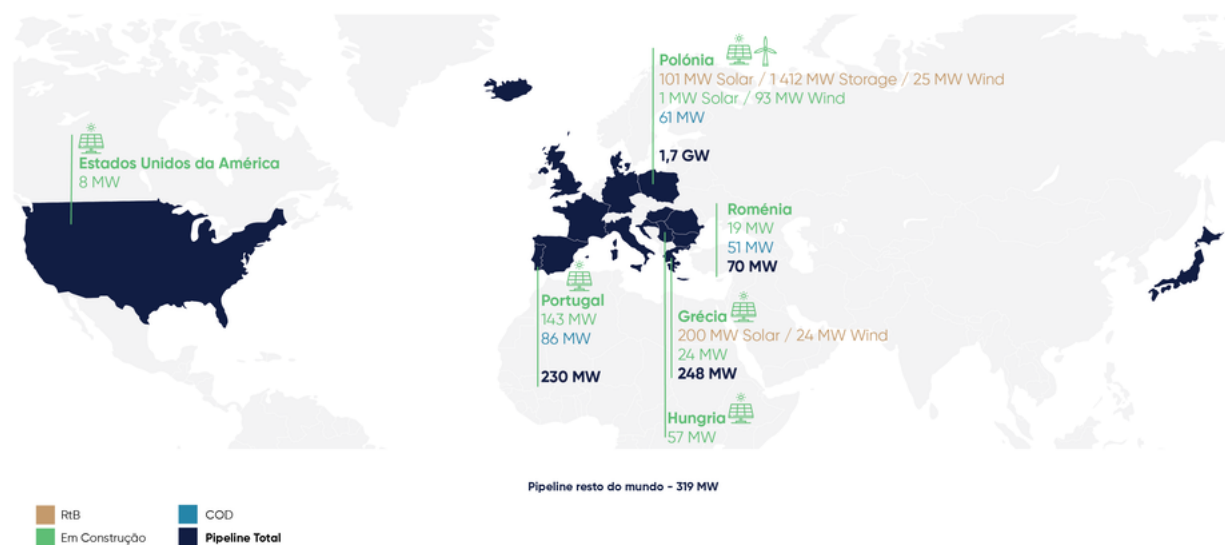 Polónia
101 MW Solar / 1 412 MW Storage / 25 MW Wind
1 MW Solar / 93 MW Wind
61 MW
1,7 GW
Estados Unidos da América
8 MW
Roménia
19 MW
51 MW
70 MW
Portugal
143 MW
86 MW
230 MW
Grécia
200 MW Solar / 24 MW Wind
24 MW
248 MW
Hungria
57 MW
Pipeline resto do mundo - 319 MW
RtB
COD
Em Construção
Pipeline Total